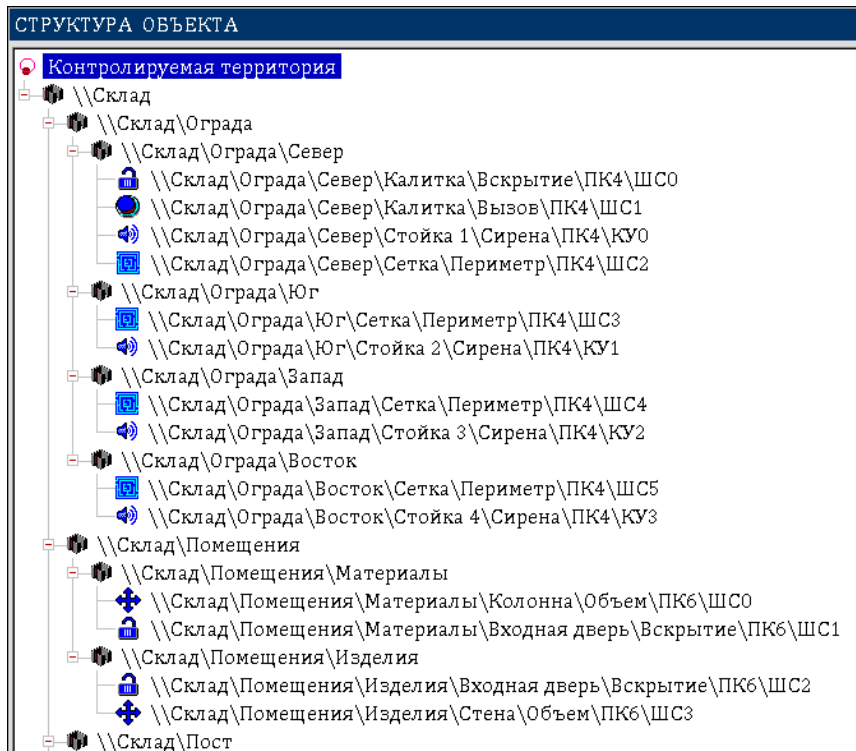 СТРУКТУРА ОБЪЕКТА
Контролируемая территория
\\Склад
\\Склад\Ограда
\\Склад\Ограда\Север
\\Склад\Ограда\Север\Калитка\Вскрытие\ПК4\ШС0
\\Склад\Ограда\Север\Калитка\Вызов\ПК4\ШС1
\\Склад\Ограда\Север\Стойка 1\Сирена\ПК4\КУ0
\\Склад\Ограда\Север\Сетка\Периметр\ПК4\ШС2
\\Склад\Ограда\Юг
\\Склад\Ограда\Юг\Сетка\Периметр\ПК4\ШС3
\\Склад\Ограда\Юг\Стойка 2\Сирена\ПК4\КУ1
\\Склад\Ограда\Запад
\\Склад\Ограда\Запад\Сетка\Периметр\ПК4\ШС4
\\Склад\Ограда\Запад\Стойка 3\Сирена\ПК4\КУ2
\\Склад\Ограда\Восток
\\Склад\Ограда\Восток\Сетка\Периметр\ПК4\ШС5
\\Склад\Ограда\Восток\Стойка 4\Сирена\ПК4\КУ3
\\Склад\Помещения
\\Склад\Помещения\Материалы
\\Склад\Помещения\Материалы\Колонна\Объем\ПК6\ШС0
\\Склад\Помещения\Материалы\Входная дверь\Вскрытие\ПК6\ШС1
\\Склад\Помещения\Изделия
\\Склад\Помещения\Изделия\Входная дверь\Вскрытие\ПК6\ШС2
\\Склад\Помещения\Изделия\Стена\Объем\ПК6\ШС3
\\Склад\Пост